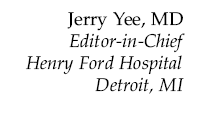 Jerry Yee, MD
Editor-in-Chief
Henry Ford Hospital
Detroit, MI